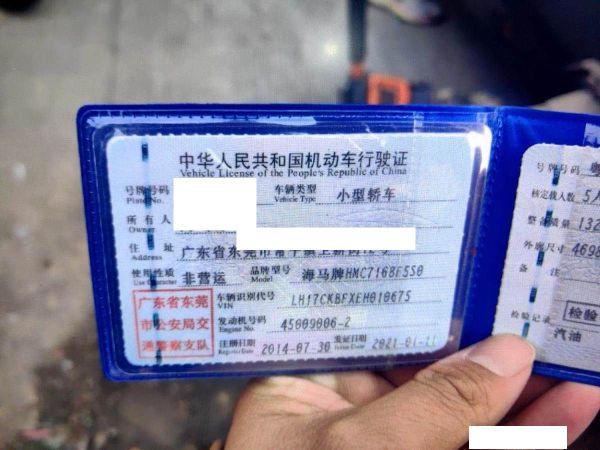 中华人民共和国机动车行驶证
Vehicle License of the People's Republic of China
号牌号码
Plate No.
车辆类型 小型轿车
Vehicle Type
所有人
Owner
住址 广东省东莞市常平镇
Address
使用性质 非营运 品牌型号 海马牌HMC7168F5S0
Use Character Model
广东省东莞
市公安局交
通警察支队
车辆识别代号 LH17CKBFXEH010675
VIN
发动机号码 45009006-2
Engine No.
注册日期 2014-07-30 发证日期 2021-01-11
Register Date Issue Date
号牌号码 粤
核定载人数 5人
整备质量 132
外廓尺寸 469
备注
检验
检验记录
汽油